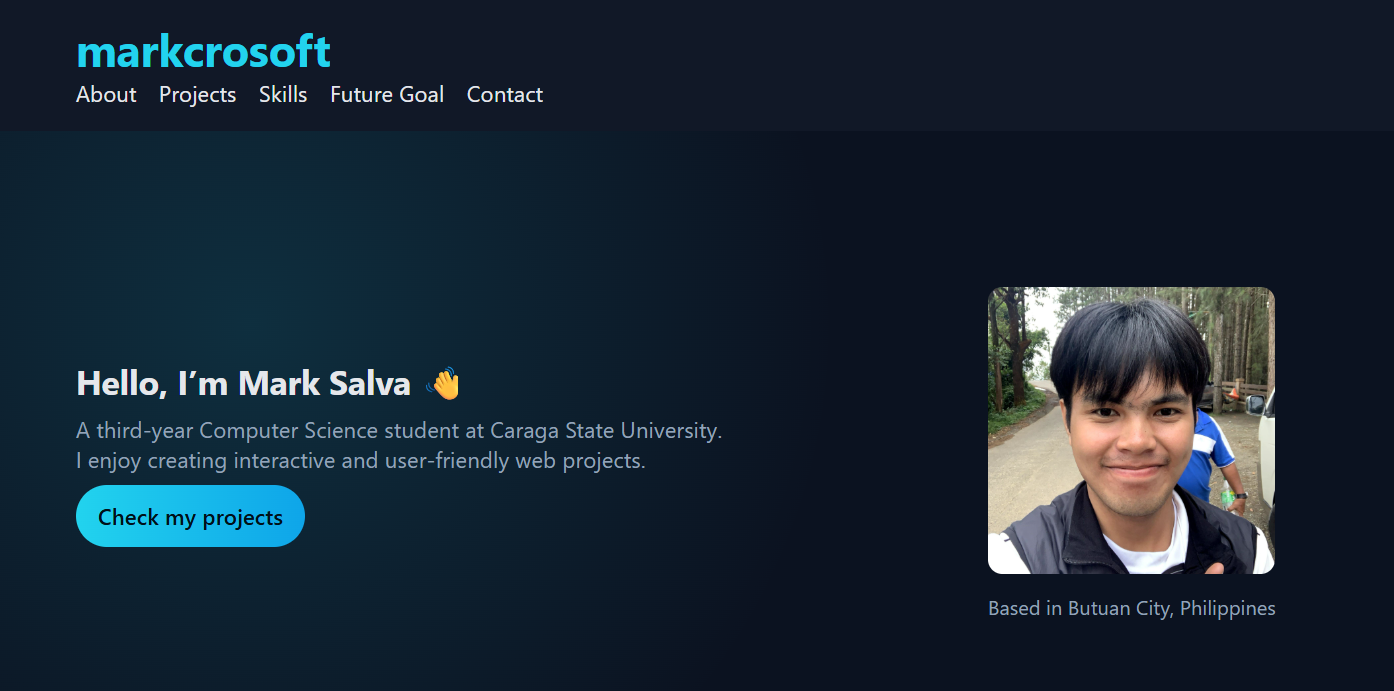 markcrosoft
About Projects Skills Future Goal Contact
Hello, I’m Mark Salva 👋
A third-year Computer Science student at Caraga State University.
I enjoy creating interactive and user-friendly web projects.
Check my projects
Based in Butuan City, Philippines